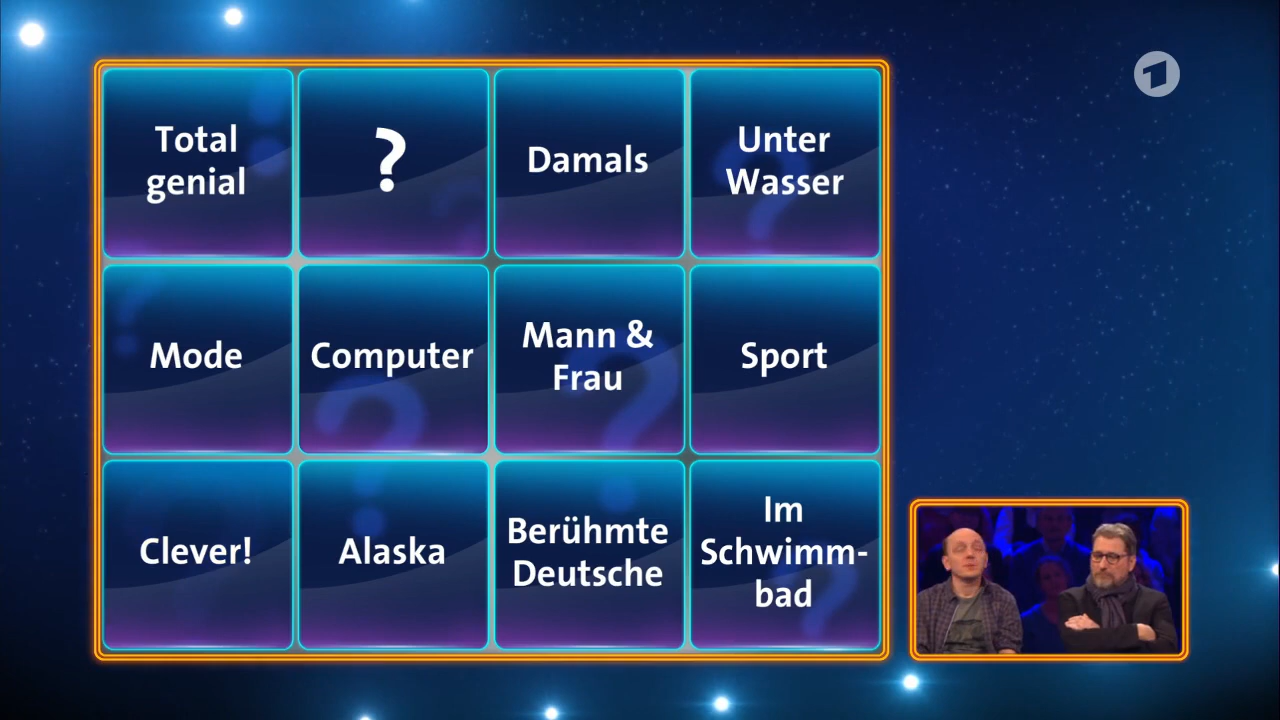 Total
genial
?
Damals
Unter
Wasser
Mode
Computer
Mann &
Frau
Sport
Clever!
Alaska
Berühmte
Deutsche
Im
Schwimm-
bad
1